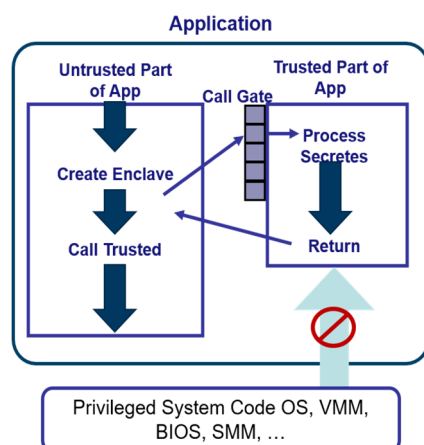 Application
Untrusted Part
of App
Create Enclave
Call Trusted
Call Gate
Trusted Part of
App
Process
Secretes
Return
Privileged System Code OS, VMM,
BIOS, SMM, …